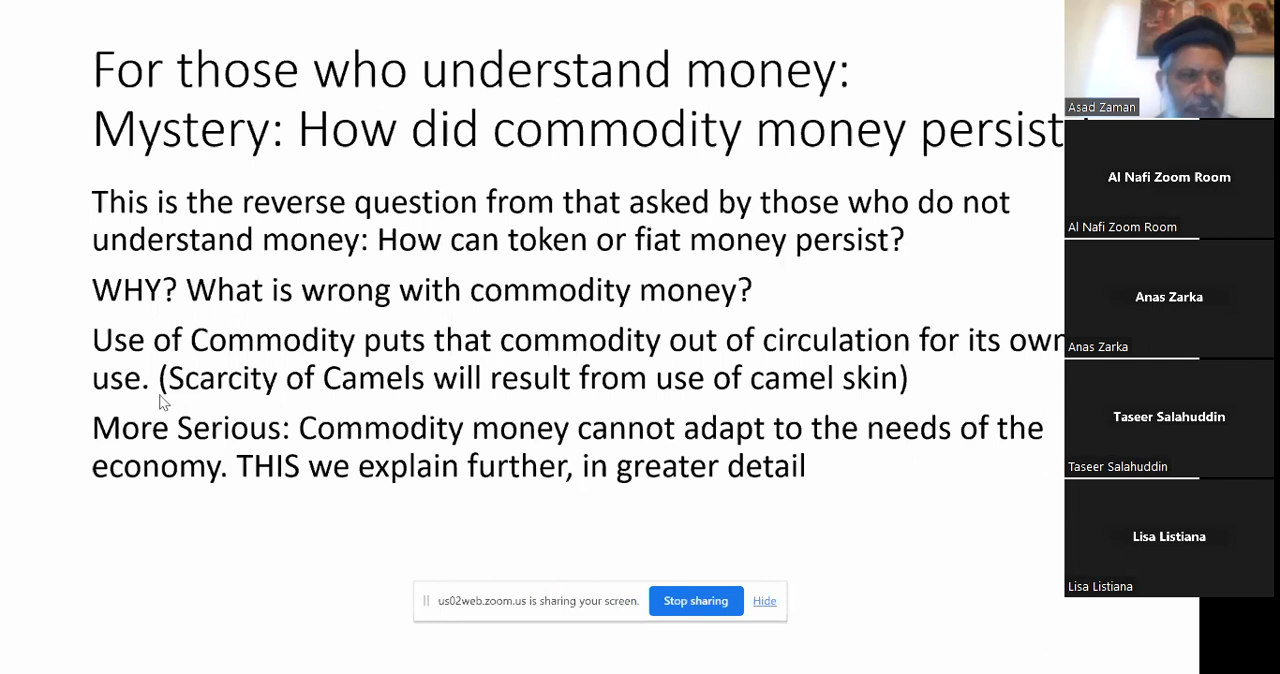 For those who understand money:
Mystery: How did commodity money persist
This is the reverse question from that asked by those who do not
understand money: How can token or fiat money persist?
WHY? What is wrong with commodity money?
Use of Commodity puts that commodity out of circulation for its own
use. (Scarcity of Camels will result from use of camel skin)
More Serious: Commodity money cannot adapt to the needs of the
economy. THIS we explain further, in greater detail
us02web.zoom.us is sharing your screen.
Stop sharing
Hide
Asad Zaman
Al Nafi Zoom Room
Al Nafi Zoom Room
Anas Zarka
Anas Zarka
Taseer Salahuddin
Taseer Salahuddin
Lisa Listiana
Lisa Listiana